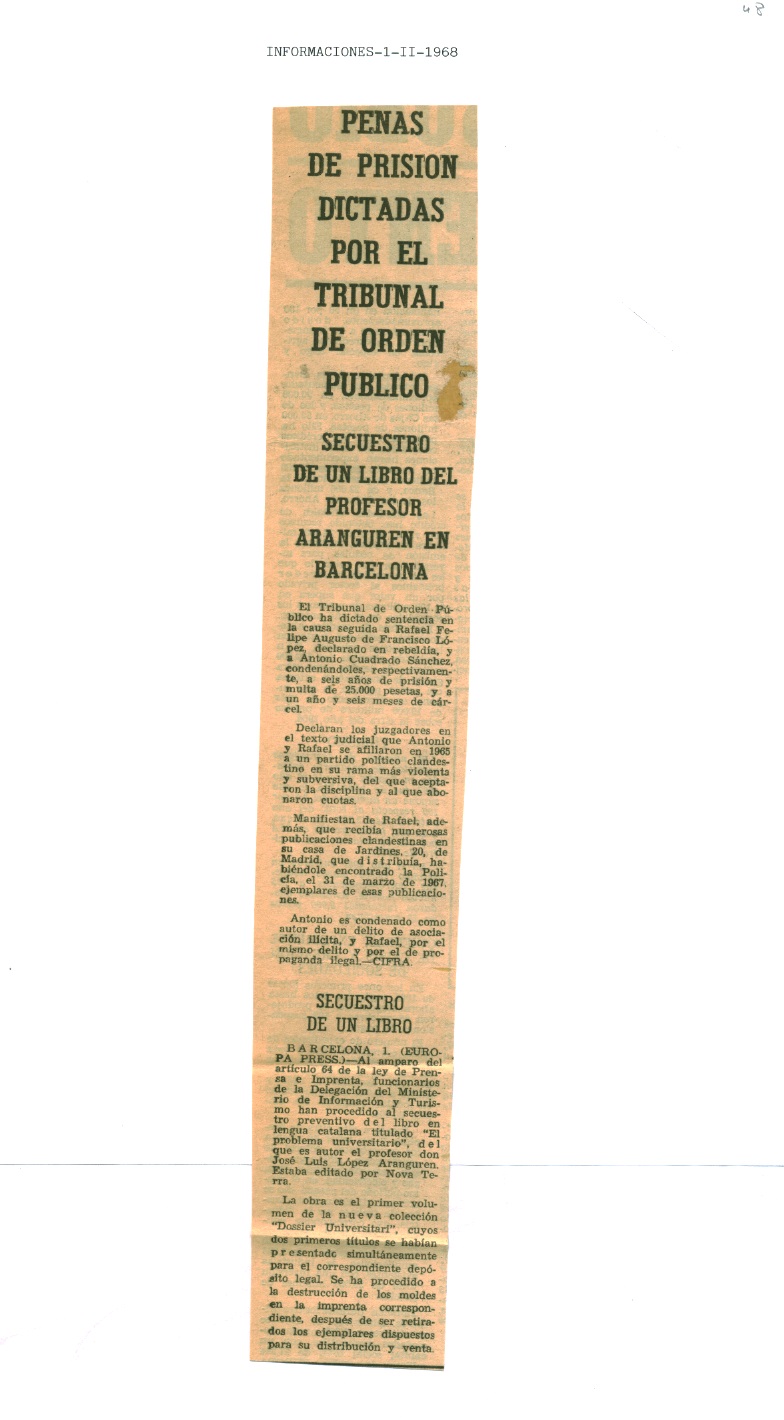 48
INFORMACIONES-1-II-1968
PENAS
DE PRISION
DICTADAS
POR EL
TRIBUNAL
DE ORDEN
PUBLICO
SECUESTRO
DE UN LIBRO DEL
PROFESOR
ARANGUREN EN
BARCELONA
El Tribunal de Orden Pú-
blico ha dictado sentencia en
la causa seguida a Rafael Fe-
lipe Augusto de Francisco Ló-
pez, declarado en rebeldía, y
a Antonio Cuadrado Sánchez,
condenándoles, respectivamen-
te, a seis años de prisión y
multa de 25.000 pesetas, y a
un año y seis meses de cár-
cel.
Declaran los juzgadores en
el texto judicial que Antonio
y Rafael se afiliaron en 1965
a un partido político clandes-
tino en su rama más violenta
y subversiva, del que acepta-
ron la disciplina y al que abo-
naron cuotas.
Manifiestan de Rafael, ade-
más, que recibía numerosas
publicaciones clandestinas en
su casa de Jardines, 20, de
Madrid, que distribuía, ha-
biéndole encontrado la Poli-
cía, el 31 de marzo de 1967,
ejemplares de esas publicacio-
nes.
Antonio es condenado como
autor de un delito de asocia-
ción ilícita, y Rafael, por el
mismo delito y por el de pro-
paganda ilegal.—CIFRA.
SECUESTRO
DE UN LIBRO
BARCELONA, 1. (EURO-
PA PRESS.)—Al amparo del
artículo 64 de la ley de Pren-
sa e Imprenta, funcionarios
de la Delegación del Ministe-
rio de Información y Turis-
mo han procedido al secues-
tro preventivo del libro en
lengua catalana titulado "El
problema universitario", del
que es autor el profesor don
José Luis López Aranguren.
Estaba editado por Nova Te-
rra.
La obra es el primer volu-
men de la nueva colección
"Dossier Universitari", cuyos
dos primeros títulos se habían
presentado simultáneamente
para el correspondiente depó-
sito legal. Se ha procedido a
la destrucción de los moldes
en la imprenta correspon-
diente, después de ser retira-
dos los ejemplares dispuestos
para su distribución y venta.